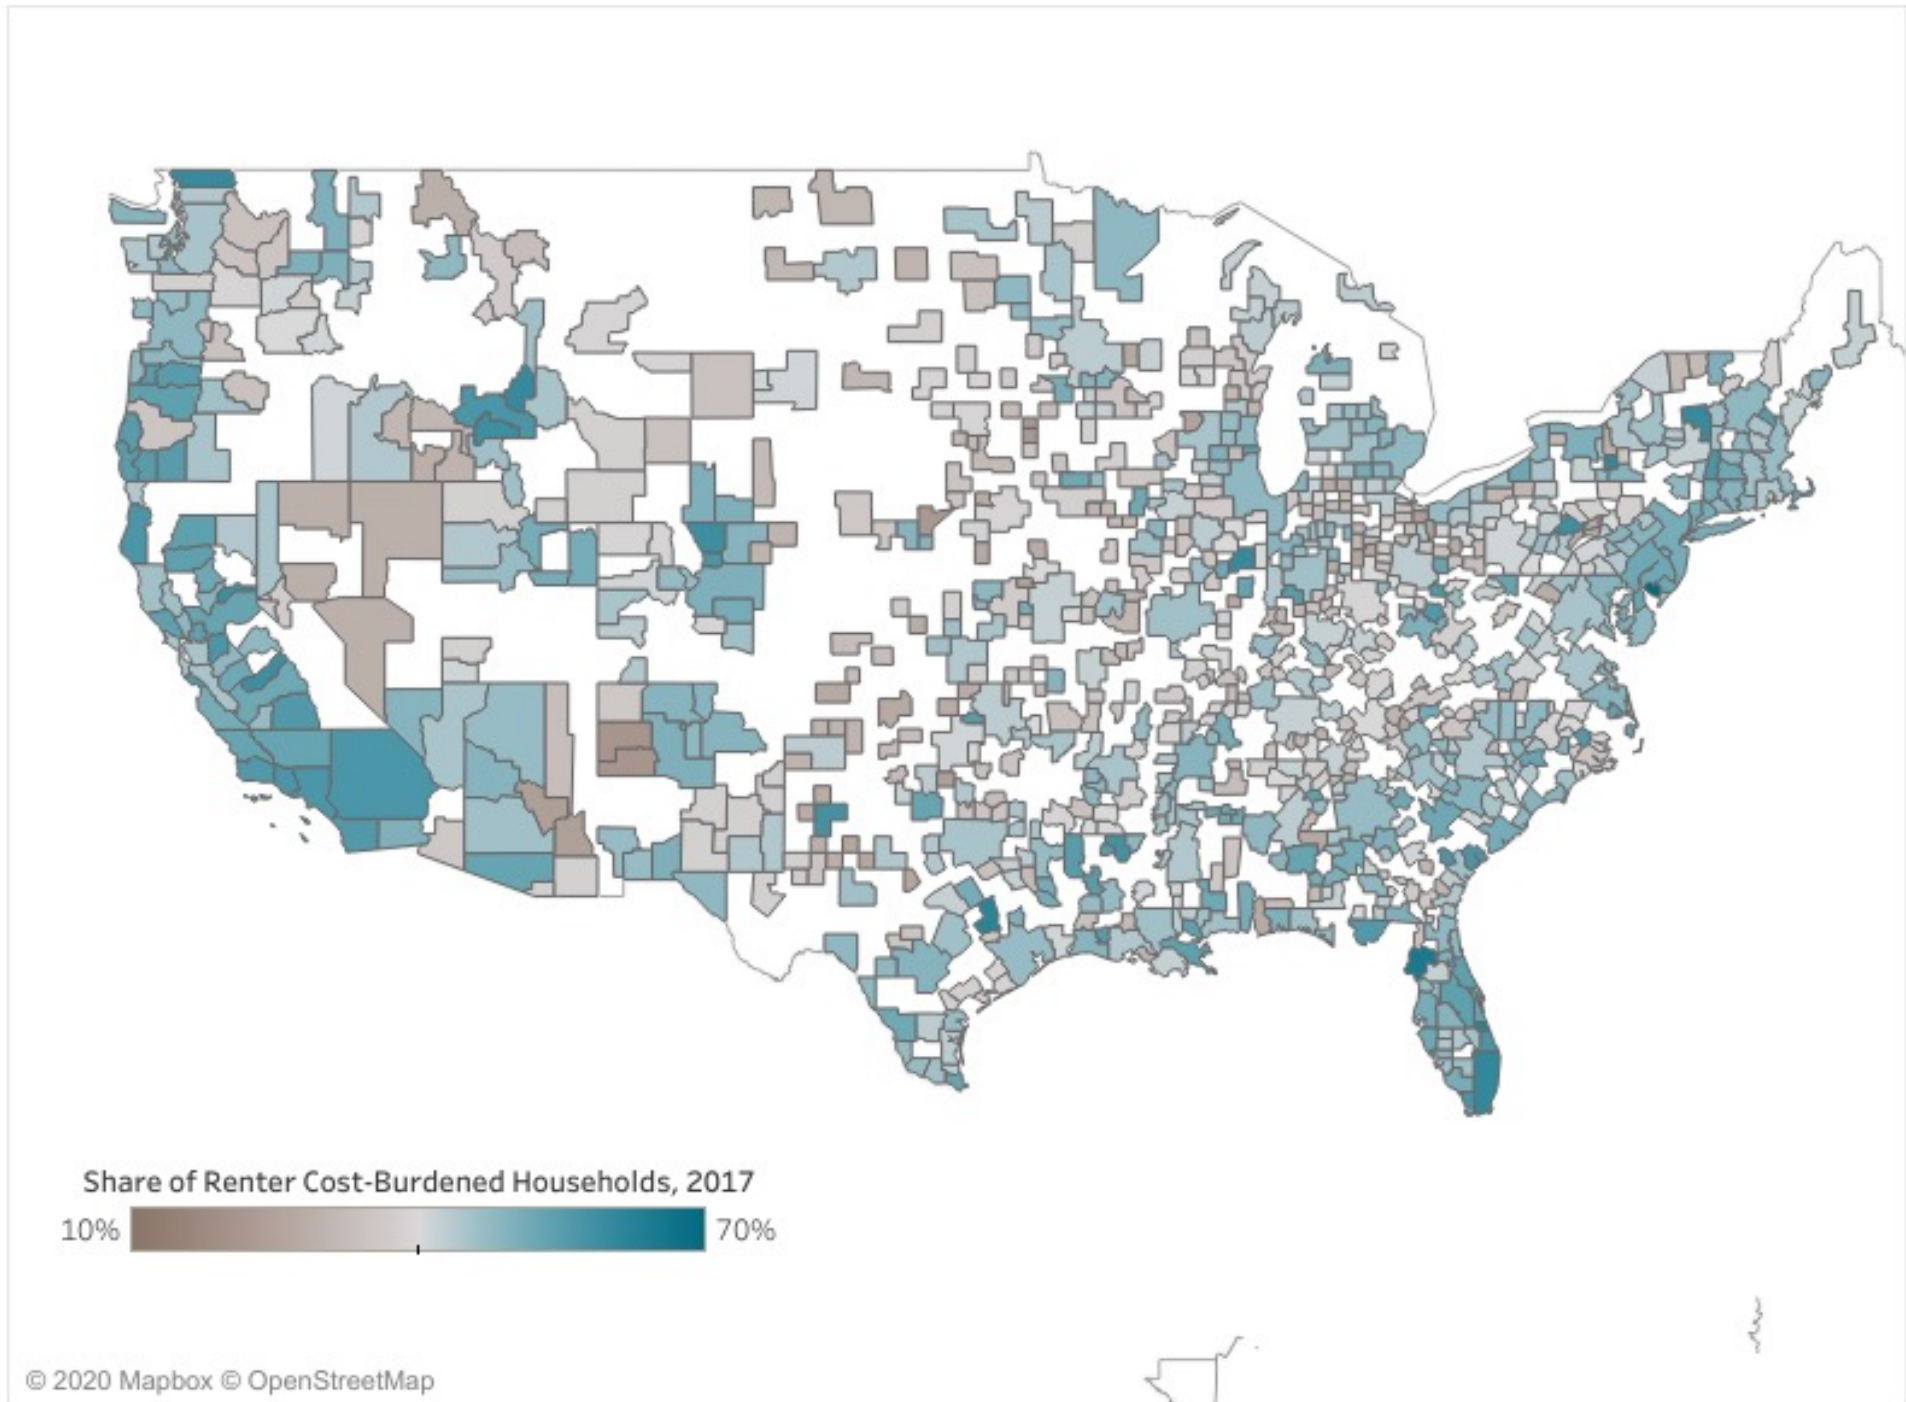 Share of Renter Cost-Burdened Households, 2017
10% 70%
© 2020 Mapbox © OpenStreetMap